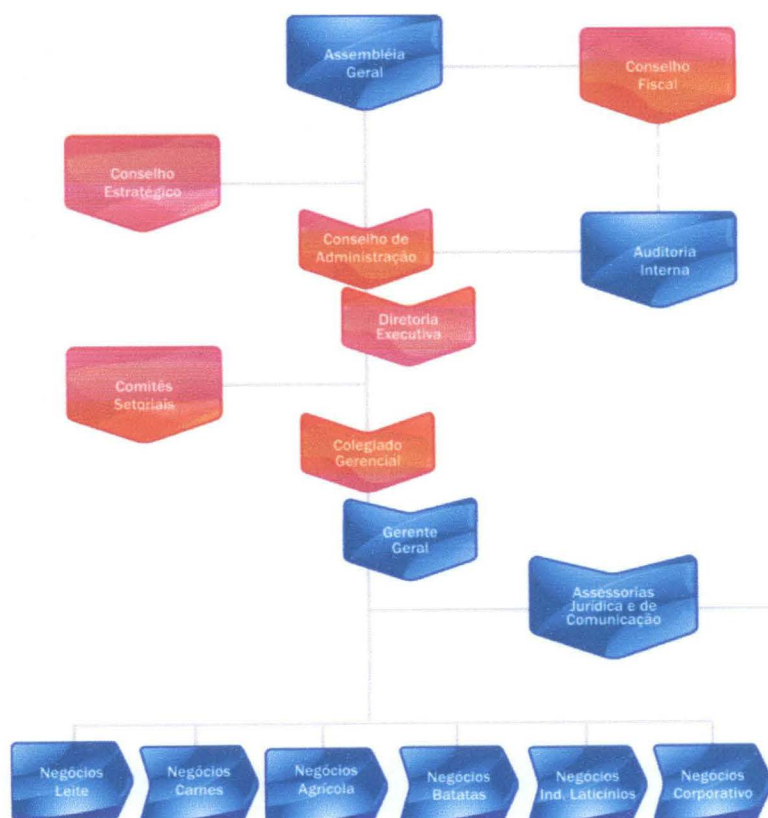 Assembléia
Geral
Conselho
Fiscal
Conselho
Estratégico
Conselho de
Administração
Auditoria
Interna
Diretoria
Executiva
Comitês
Setoriais
Colegiado
Gerencial
Gerente
Geral
Assessorias
Jurídica e de
Comunicação
Negócios
Leite
Negócios
Carnes
Negócios
Agrícola
Negócios
Batatas
Negócios
Ind. Laticínios
Negócios
Corporativo